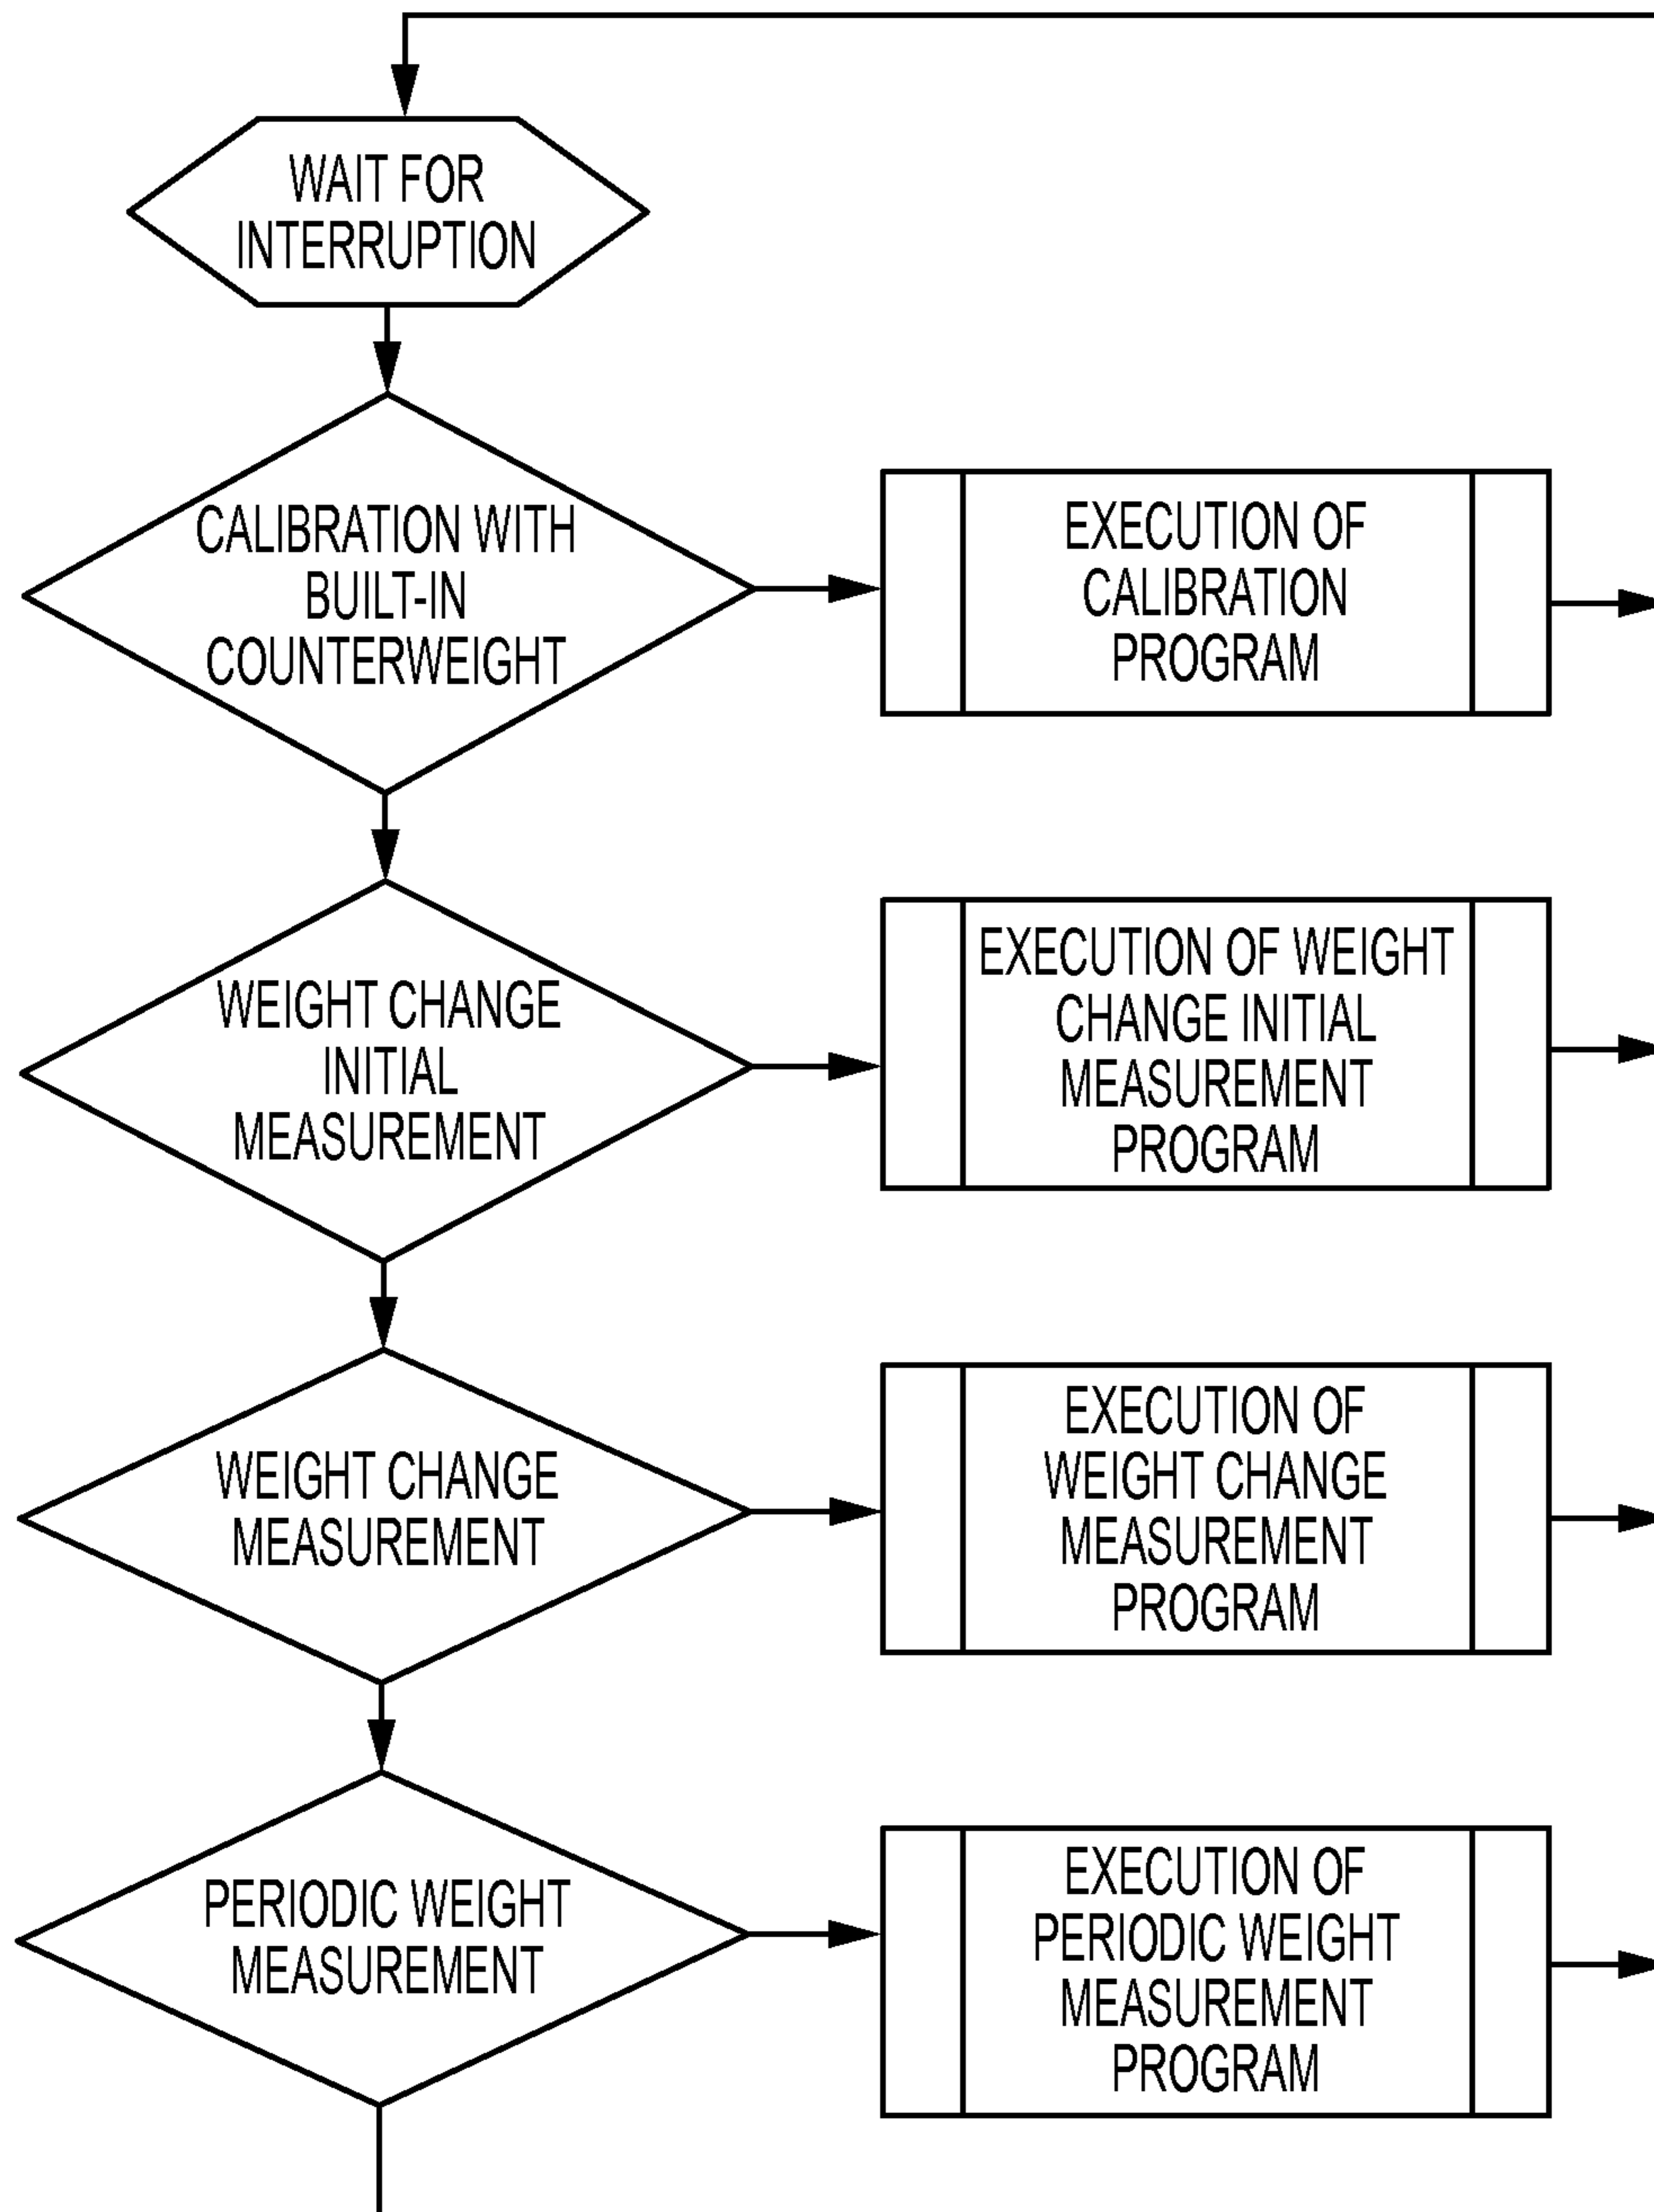 WAIT FOR
INTERRUPTION
CALIBRATION WITH
BUILT-IN
COUNTERWEIGHT
EXECUTION OF
CALIBRATION
PROGRAM
WEIGHT CHANGE
INITIAL
MEASUREMENT
EXECUTION OF WEIGHT
CHANGE INITIAL
MEASUREMENT
PROGRAM
WEIGHT CHANGE
MEASUREMENT
EXECUTION OF
WEIGHT CHANGE
MEASUREMENT
PROGRAM
PERIODIC WEIGHT
MEASUREMENT
EXECUTION OF
PERIODIC WEIGHT
MEASUREMENT
PROGRAM